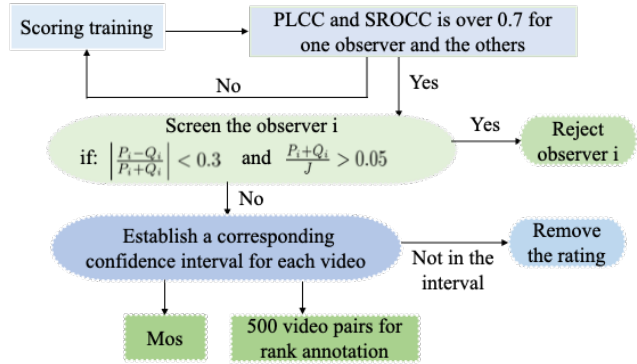 Scoring training
PLCC and SROCC is over 0.7 for
one observer and the others
No
Yes
Screen the observer i
if: |P_i−Q_i / P_i+Q_i| < 0.3 and P_i+Q_i / J > 0.05
Yes
Reject
observer i
No
Establish a corresponding
confidence interval for each video
Not in the
interval
Remove
the rating
Mos
500 video pairs for
rank annotation